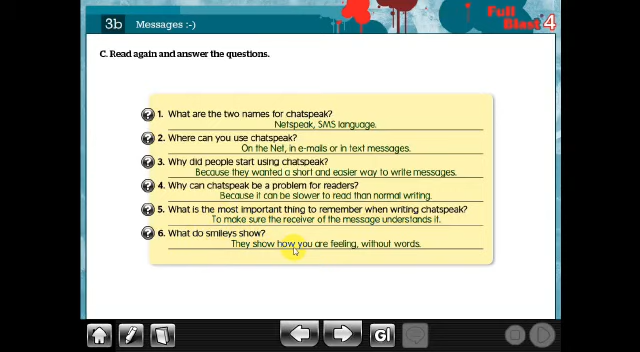 3b Messages :-)
Full Blast 4
C. Read again and answer the questions.
1. What are the two names for chatspeak?
Netspeak, SMS language.
2. Where can you use chatspeak?
On the Net, in e-mails or in text messages.
3. Why did people start using chatspeak?
Because they wanted a short and easier way to write messages.
4. Why can chatspeak be a problem for readers?
Because it can be slower to read than normal writing.
5. What is the most important thing to remember when writing chatspeak?
To make sure the receiver of the message understands it.
6. What do smileys show?
They show how you are feeling, without words.
Gl